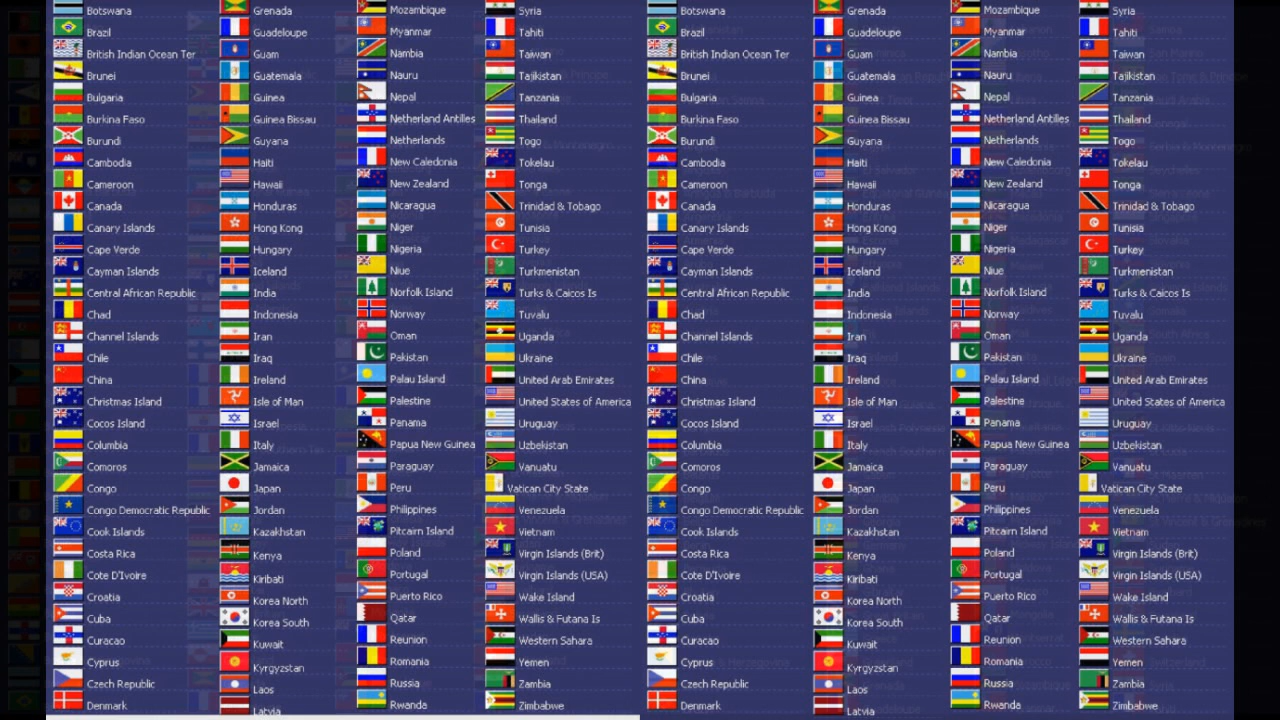 Botswana
Brazil
British Indian Ocean Ter
Brunei
Bulgaria
Burkina Faso
Burundi
Cambodia
Cameroon
Canada
Canary Islands
Cape Verde
Cayman Islands
Central African Republic
Chad
Channel Islands
Chile
China
Christmas Island
Cocos Island
Columbia
Comoros
Congo
Congo Democratic Republic
Cook Islands
Costa Rica
Cote D'Ivoire
Croatia
Cuba
Curacao
Cyprus
Czech Republic
Denmark
Grenada
Guadeloupe
Guam
Guatemala
Guinea
Guinea Bissau
Guyana
Haiti
Hawaii
Honduras
Hong Kong
Hungary
Iceland
India
Indonesia
Iran
Iraq
Ireland
Isle of Man
Israel
Italy
Jamaica
Japan
Jordan
Kazakhstan
Kenya
Kiribati
Korea North
Korea South
Kuwait
Kyrgyzstan
Laos
Latvia
Mozambique
Myanmar
Nambia
Nauru
Nepal
Netherland Antilles
Netherlands
New Caledonia
New Zealand
Nicaragua
Niger
Nigeria
Niue
Norfolk Island
Norway
Oman
Pakistan
Palau Island
Palestine
Panama
Papua New Guinea
Paraguay
Peru
Philippines
Pitcairn Island
Poland
Portugal
Puerto Rico
Qatar
Reunion
Romania
Russia
Rwanda
Syria
Tahiti
Taiwan
Tajikistan
Tanzania
Thailand
Togo
Tokelau
Tonga
Trinidad & Tobago
Tunisia
Turkey
Turkmenistan
Turks & Caicos Is
Tuvalu
Uganda
Ukraine
United Arab Emirates
United States of America
Uruguay
Uzbekistan
Vanuatu
Vatican City State
Venezuela
Vietnam
Virgin Islands (Brit)
Virgin Islands (USA)
Wake Island
Wallis & Futana Is
Western Sahara
Yemen
Zambia
Zimbabwe
Botswana
Brazil
British Indian Ocean Ter
Brunei
Bulgaria
Burkina Faso
Burundi
Cambodia
Cameroon
Canada
Canary Islands
Cape Verde
Cayman Islands
Central African Republic
Chad
Channel Islands
Chile
China
Christmas Island
Cocos Island
Columbia
Comoros
Congo
Congo Democratic Republic
Cook Islands
Costa Rica
Cote D'Ivoire
Croatia
Cuba
Curacao
Cyprus
Czech Republic
Denmark
Grenada
Guadeloupe
Guam
Guatemala
Guinea
Guinea Bissau
Guyana
Haiti
Hawaii
Honduras
Hong Kong
Hungary
Iceland
India
Indonesia
Iran
Iraq
Ireland
Isle of Man
Israel
Italy
Jamaica
Japan
Jordan
Kazakhstan
Kenya
Kiribati
Korea North
Korea South
Kuwait
Kyrgyzstan
Laos
Latvia
Mozambique
Myanmar
Nambia
Nauru
Nepal
Netherland Antilles
Netherlands
New Caledonia
New Zealand
Nicaragua
Niger
Nigeria
Niue
Norfolk Island
Norway
Oman
Pakistan
Palau Island
Palestine
Panama
Papua New Guinea
Paraguay
Peru
Philippines
Pitcairn Island
Poland
Portugal
Puerto Rico
Qatar
Reunion
Romania
Russia
Rwanda
Syria
Tahiti
Taiwan
Tajikistan
Tanzania
Thailand
Togo
Tokelau
Tonga
Trinidad & Tobago
Tunisia
Turkey
Turkmenistan
Turks & Caicos Is
Tuvalu
Uganda
Ukraine
United Arab Emirates
United States of America
Uruguay
Uzbekistan
Vanuatu
Vatican City State
Venezuela
Vietnam
Virgin Islands (Brit)
Virgin Islands (USA)
Wake Island
Wallis & Futana Is
Western Sahara
Yemen
Zambia
Zimbabwe